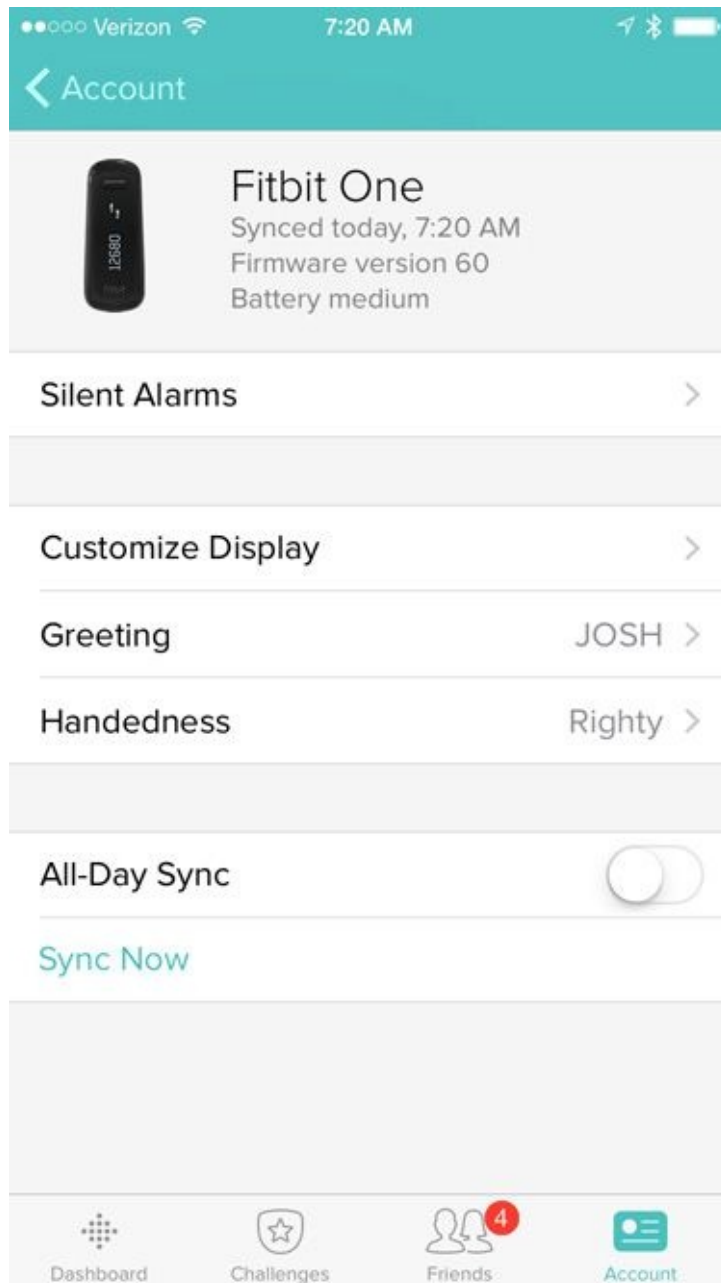 Verizon 7:20 AM
Account
Fitbit One
Synced today, 7:20 AM
Firmware version 60
Battery medium
12680
Silent Alarms
Customize Display
Greeting JOSH
Handedness Righty
All-Day Sync
Sync Now
4
Dashboard Challenges Friends Account